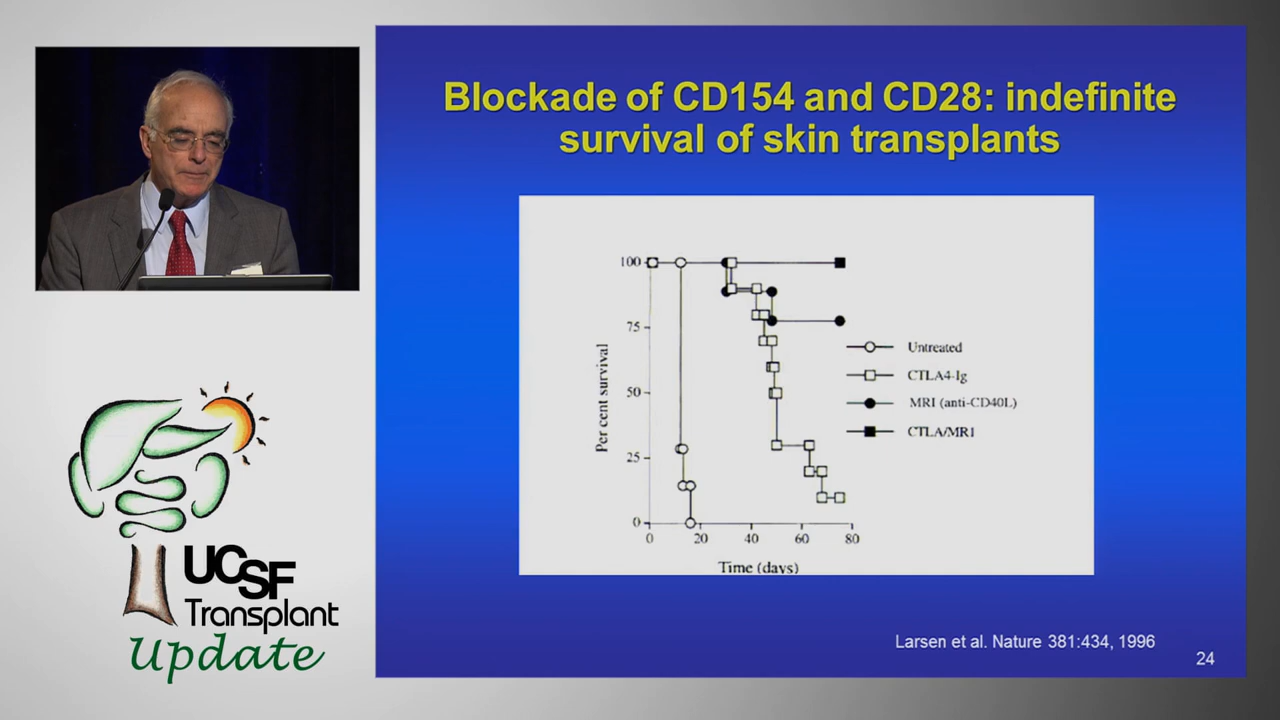 Blockade of CD154 and CD28: indefinite
survival of skin transplants
100
75
50
25
0
Per cent survival
0 20 40 60 80
Time (days)
Untreated
CTLA4-Ig
MRI (anti-CD40L)
CTLA/MR1
Larsen et al. Nature 381:434, 1996
24
UCSF
Transplant
Update